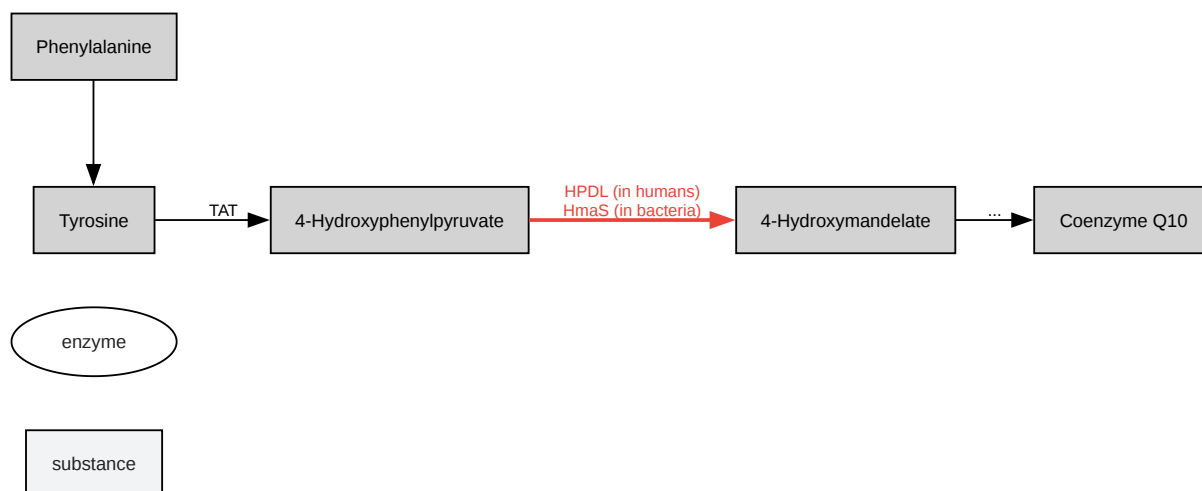 Phenylalanine
HPDL (in humans)
HmaS (in bacteria)
Tyrosine
TAT
4-Hydroxyphenylpyruvate
4-Hydroxymandelate
...
Coenzyme Q10
enzyme
substance